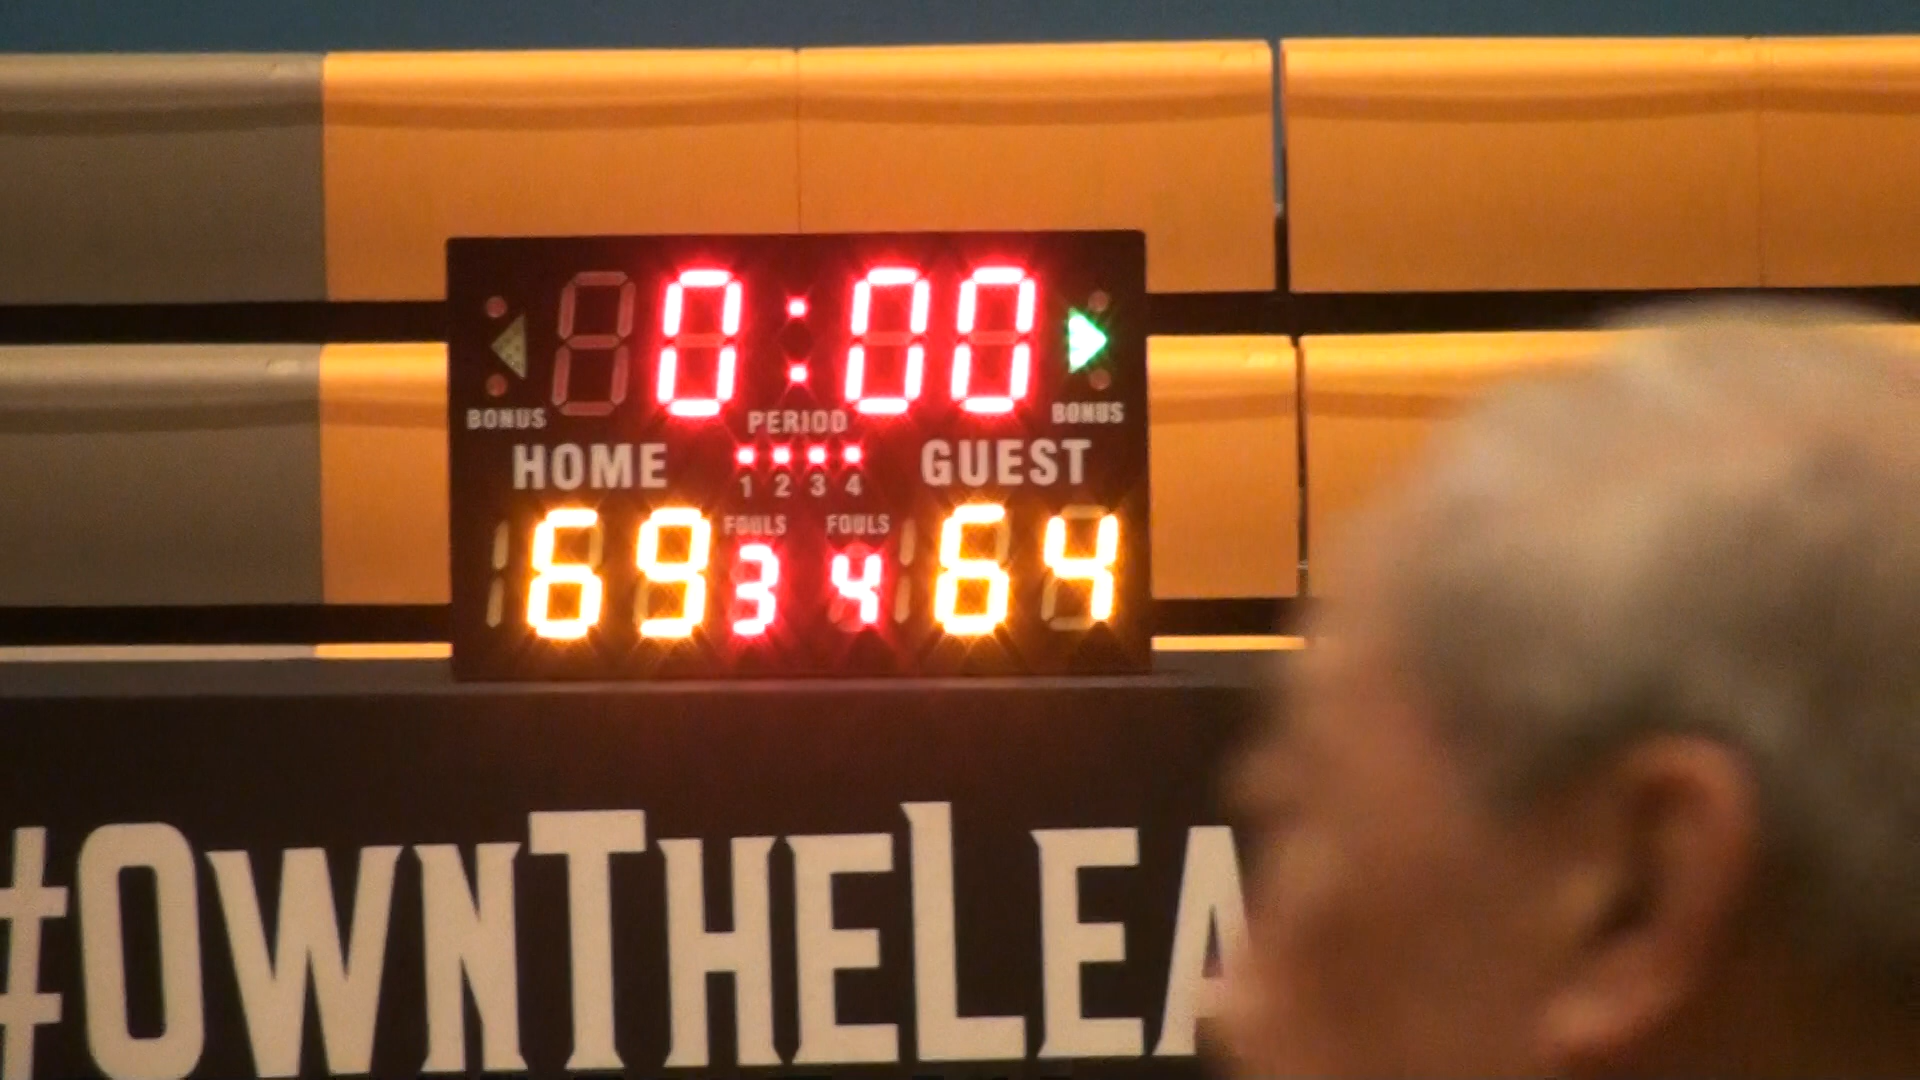 0:00
BONUS PERIOD BONUS
HOME GUEST
1 2 3 4
FOULS FOULS
69 3 4 64
#OWNTHELEA